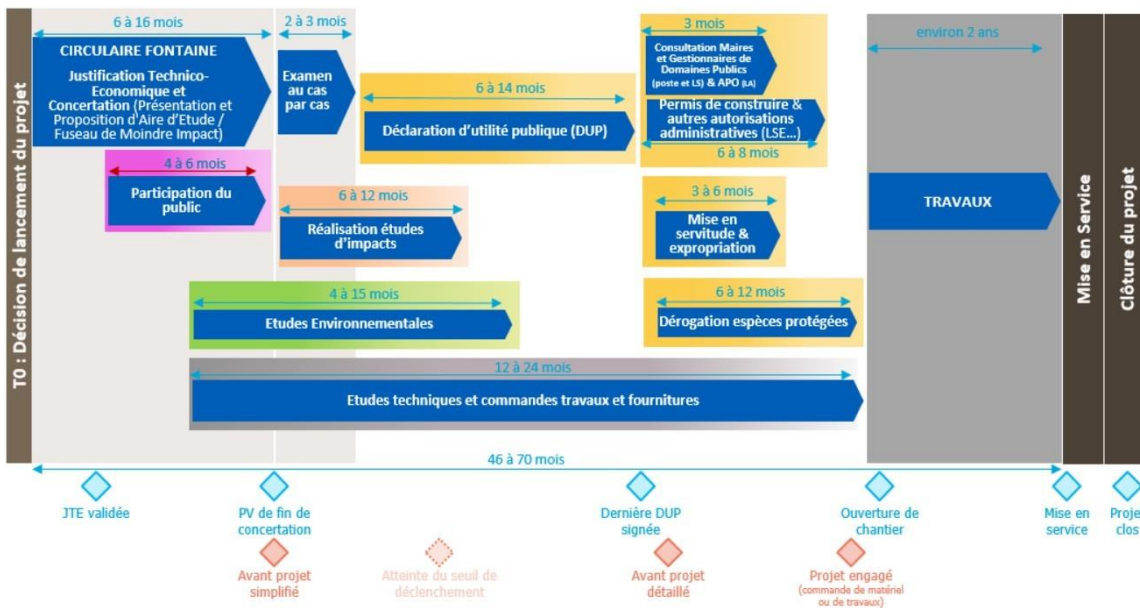 T0 : Décision de lancement du projet
6 à 16 mois
CIRCULAIRE FONTAINE
Justification Technico-
Economique et
Concertation (Présentation et
Proposition d'Aire d'Etude /
Fuseau de Moindre Impact)
2 à 3 mois
Examen
au cas
par cas
6 à 14 mois
Déclaration d'utilité publique (DUP)
3 mois
Consultation Maires
et Gestionnaires de
Domaines Publics
(poste et LS) & APO (LA)
Permis de construire &
autres autorisations
administratives (LSE...)
6 à 8 mois
environ 2 ans
TRAVAUX
Mise en Service
Clôture du projet
4 à 6 mois
Participation du
public
6 à 12 mois
Réalisation études
d'impacts
3 à 6 mois
Mise en
servitude &
expropriation
4 à 15 mois
Etudes Environnementales
6 à 12 mois
Dérogation espèces protégées
12 à 24 mois
Etudes techniques et commandes travaux et fournitures
46 à 70 mois
JTE validée
PV de fin de
concertation
Dernière DUP
signée
Ouverture de
chantier
Mise en
service
Proje
clos
Avant projet
simplifié
Atteinte du seuil de
déclenchement
Avant projet
détaillé
Projet engagé
(commande de matériel
ou de travaux)